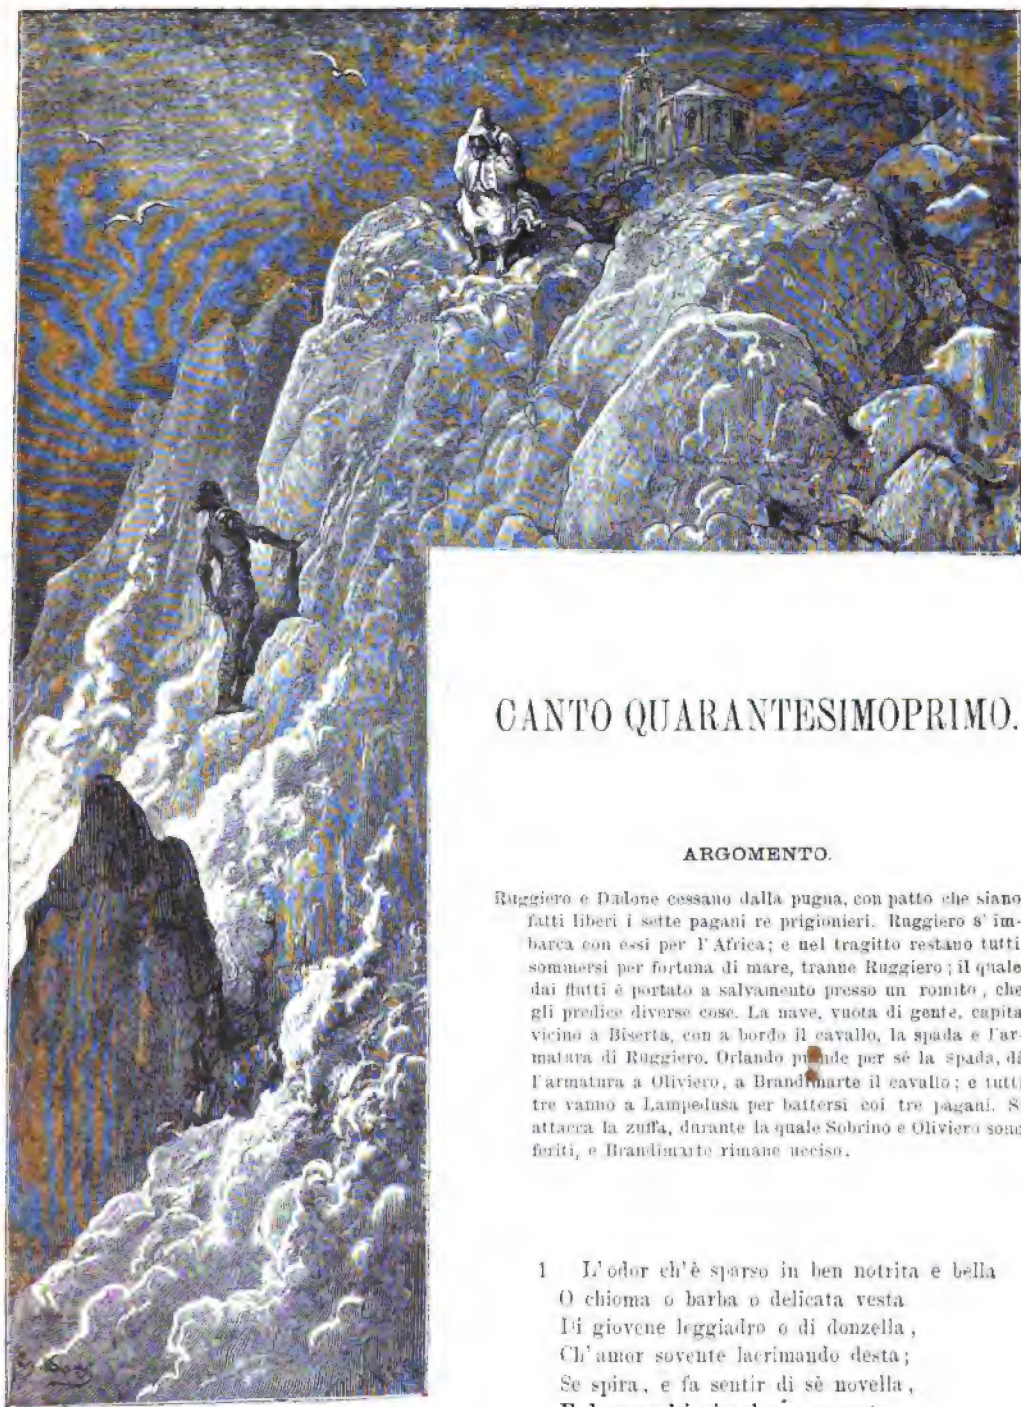 CANTO QUARANTESIMOPRIMO.
ARGOMENTO.
Ruggiero e Dudone cessano dalla pugna, con patto che siano
fatti liberi i sette pagani re prigionieri. Ruggiero s' im-
barca con essi per l' Africa; e nel tragitto restano tutti
sommersi per fortuna di mare, tranne Ruggiero; il quale
dai flutti è portato a salvamento presso un romito, che
gli predice diverse cose. La nave, vuota di gente, capita
vicino a Biserta, con a bordo il cavallo, la spada e l'ar-
matura di Ruggiero. Orlando prende per sè la spada, dà
l'armatura a Oliviero, a Brandimarte il cavallo; e tutti
tre vanno a Lampedusa per battersi coi tre pagani. S'
attacca la zuffa, durante la quale Sobrino e Oliviero sono
feriti, e Brandimarte rimane ucciso.
1 L'odor ch'è sparso in ben notrita e bella
O chioma o barba o delicata vesta
Di giovene leggiadro o di donzella,
Ch'amor sovente lacrimando desta;
Se spira, e fa sentir di sè novella,